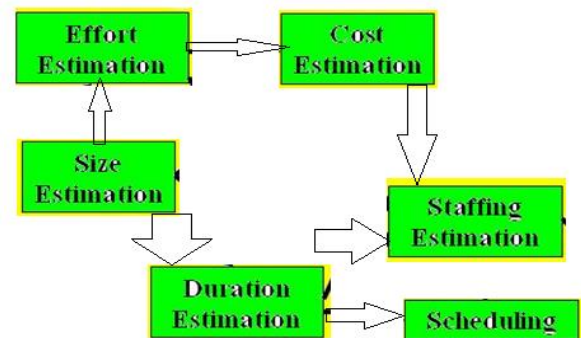 Effort
Estimation
Cost
Estimation
Size
Estimation
Staffing
Estimation
Duration
Estimation
Scheduling